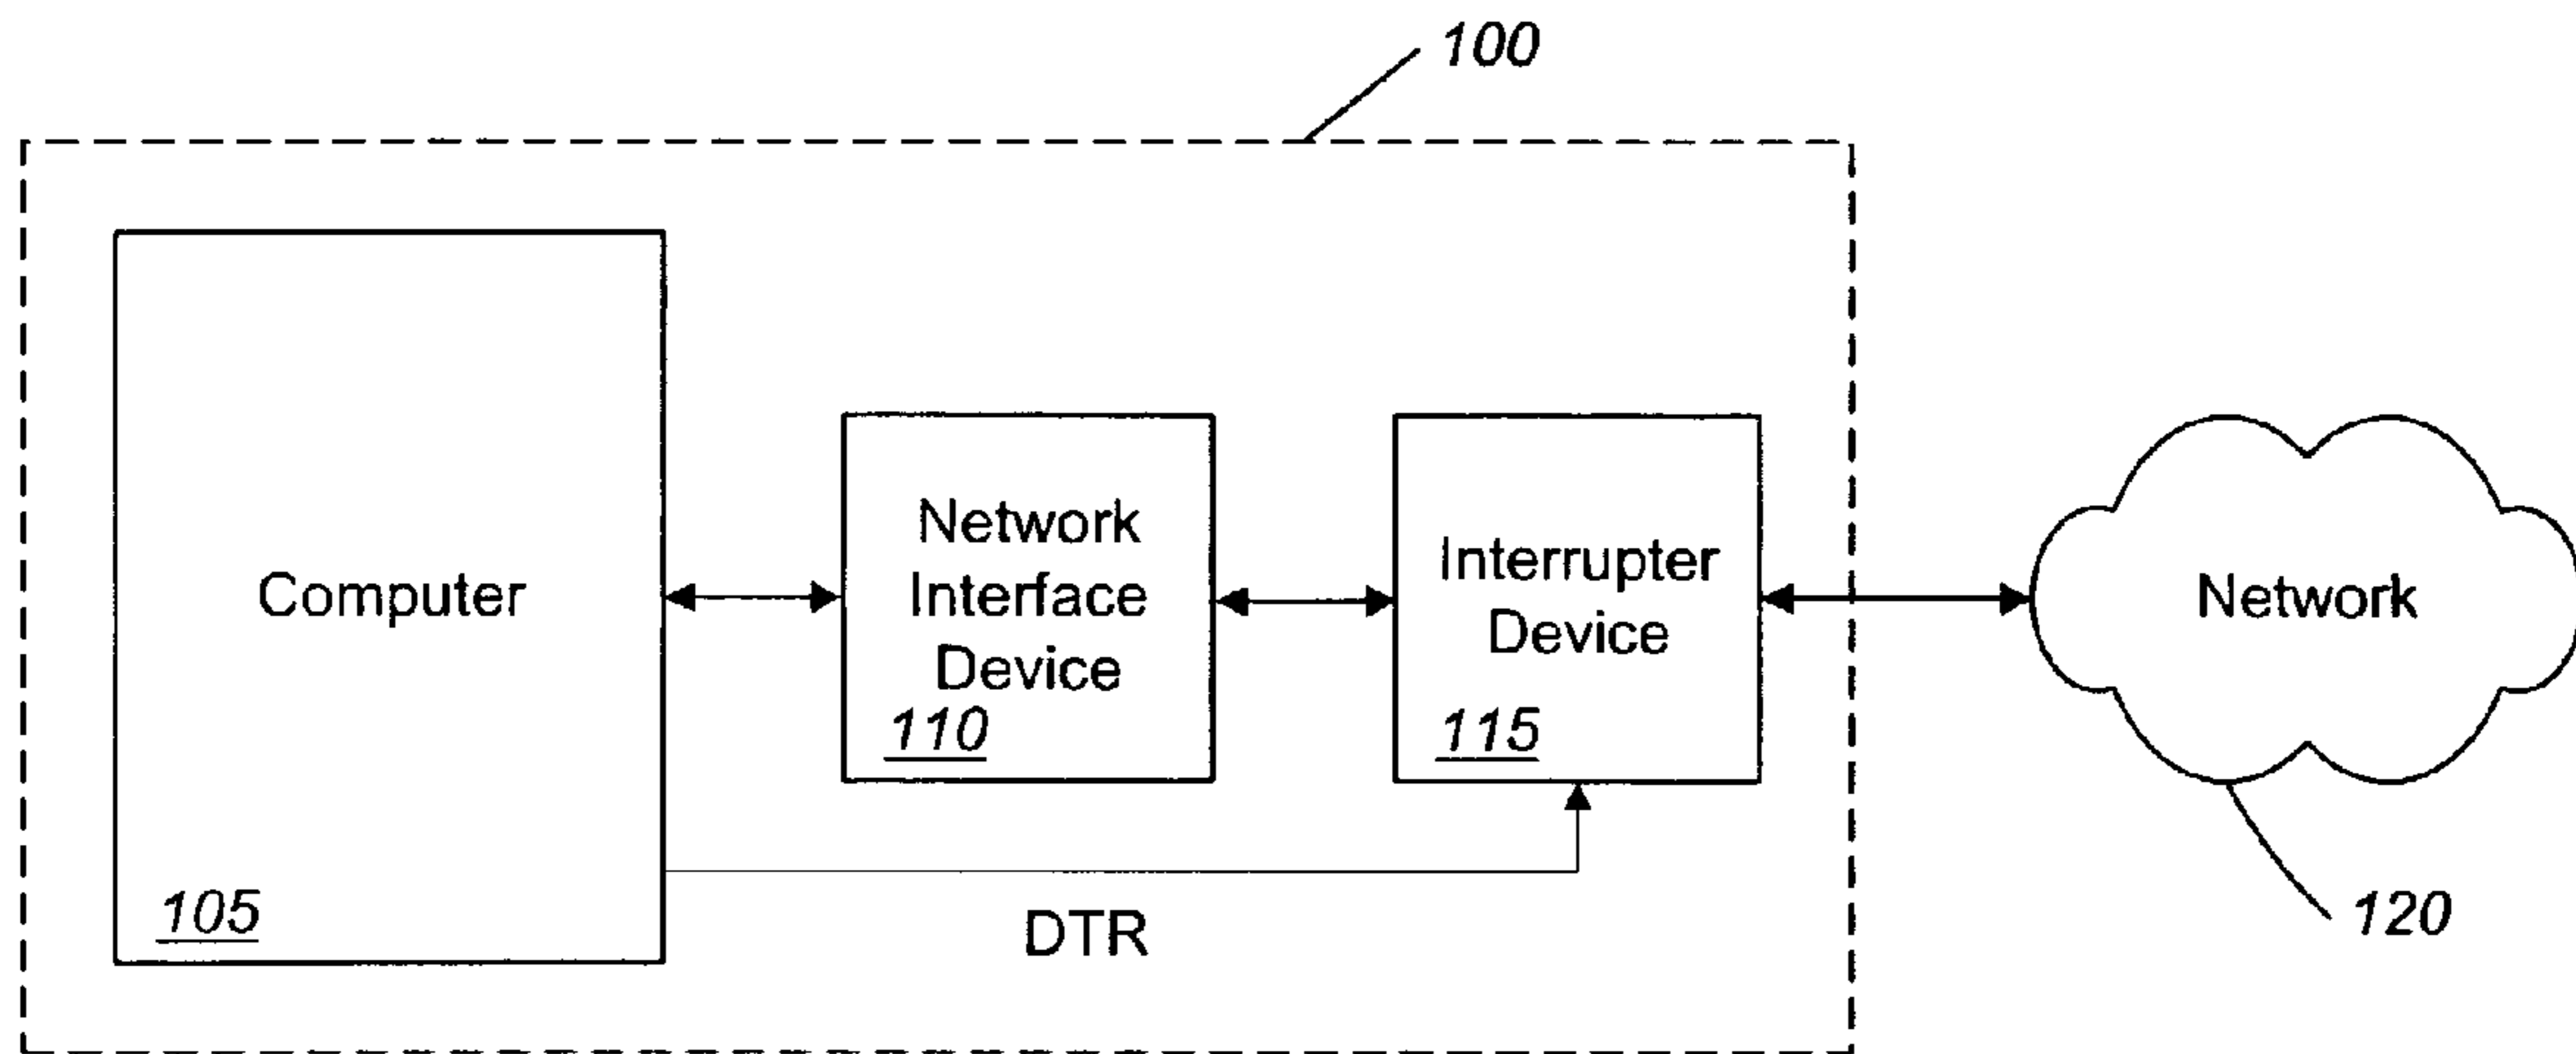 100
Computer
105
Network
Interface
Device
110
Interrupter
Device
115
DTR
Network
120